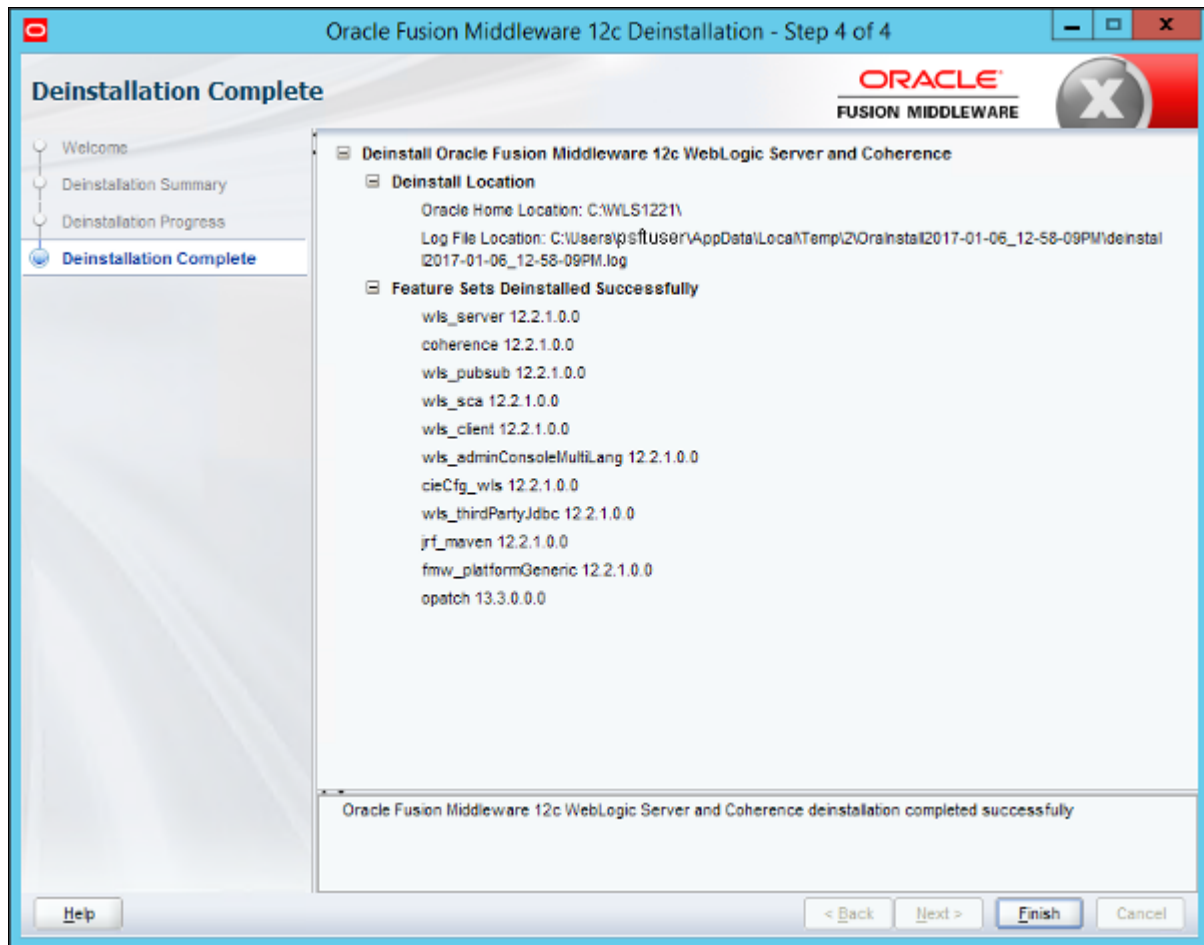 Oracle Fusion Middleware 12c Deinstallation - Step 4 of 4
Deinstallation Complete
ORACLE
FUSION MIDDLEWARE
Welcome
Deinstallation Summary
Deinstallation Progress
Deinstallation Complete
Deinstall Oracle Fusion Middleware 12c WebLogic Server and Coherence
Deinstall Location
Oracle Home Location: C:\WLS1221\
Log File Location: C:\Users\psftuser\AppData\Local\Temp\2\OraInstall2017-01-06_12-58-09PM\deinstal
l2017-01-06_12-58-09PM.log
Feature Sets Deinstalled Successfully
wls_server 12.2.1.0.0
coherence 12.2.1.0.0
wls_pubsub 12.2.1.0.0
wls_sca 12.2.1.0.0
wls_client 12.2.1.0.0
wls_adminConsoleMultiLang 12.2.1.0.0
cieCfg_wls 12.2.1.0.0
wls_thirdPartyJdbc 12.2.1.0.0
jrf_maven 12.2.1.0.0
fmw_platformGeneric 12.2.1.0.0
opatch 13.3.0.0.0
Oracle Fusion Middleware 12c WebLogic Server and Coherence deinstallation completed successfully
Help
< Back
Next >
Finish
Cancel